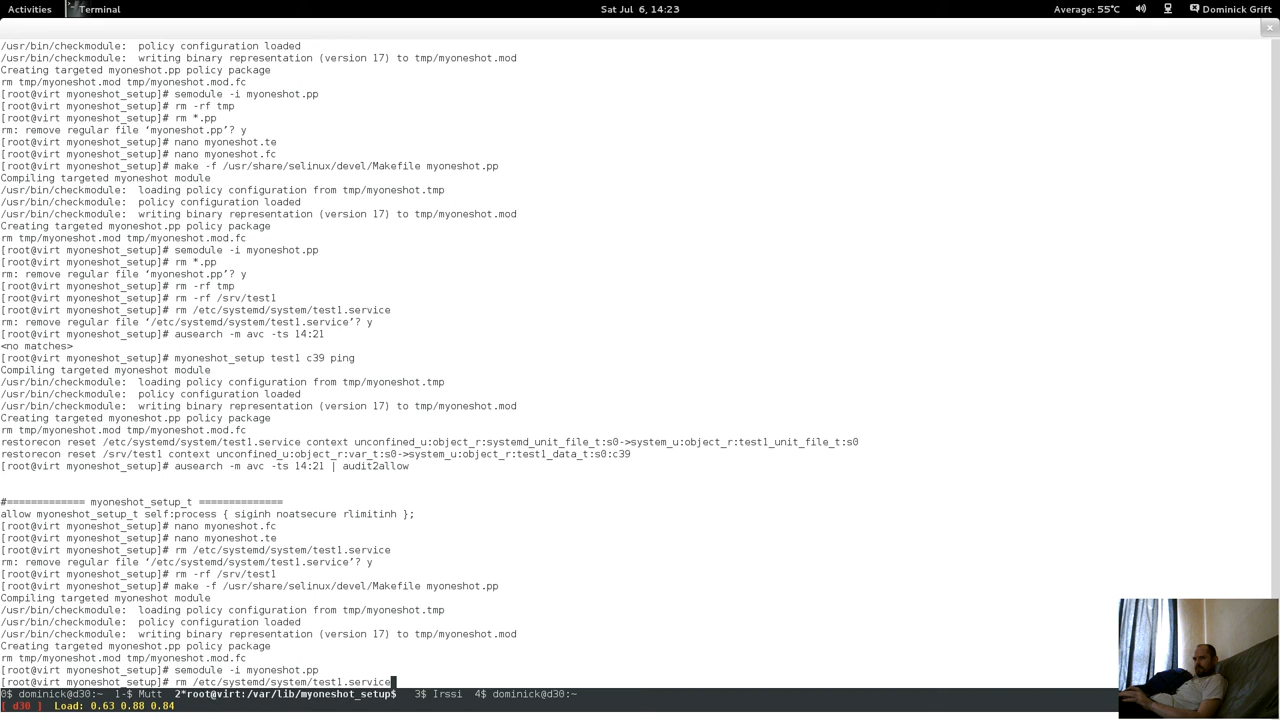 Activities Terminal Sat Jul 6, 14:23 Average: 55°C Dominick Grift
/usr/bin/checkmodule:  policy configuration loaded
/usr/bin/checkmodule:  writing binary representation (version 17) to tmp/myoneshot.mod
Creating targeted myoneshot.pp policy package
rm tmp/myoneshot.mod tmp/myoneshot.mod.fc
[root@virt myoneshot_setup]# semodule -i myoneshot.pp
[root@virt myoneshot_setup]# rm -rf tmp
[root@virt myoneshot_setup]# rm *.pp
rm: remove regular file ‘myoneshot.pp’? y
[root@virt myoneshot_setup]# nano myoneshot.te
[root@virt myoneshot_setup]# nano myoneshot.fc
[root@virt myoneshot_setup]# make -f /usr/share/selinux/devel/Makefile myoneshot.pp
Compiling targeted myoneshot module
/usr/bin/checkmodule:  loading policy configuration from tmp/myoneshot.tmp
/usr/bin/checkmodule:  policy configuration loaded
/usr/bin/checkmodule:  writing binary representation (version 17) to tmp/myoneshot.mod
Creating targeted myoneshot.pp policy package
rm tmp/myoneshot.mod tmp/myoneshot.mod.fc
[root@virt myoneshot_setup]# semodule -i myoneshot.pp
[root@virt myoneshot_setup]# rm *.pp
rm: remove regular file ‘myoneshot.pp’? y
[root@virt myoneshot_setup]# rm -rf tmp
[root@virt myoneshot_setup]# rm -rf /srv/test1
[root@virt myoneshot_setup]# rm /etc/systemd/system/test1.service
rm: remove regular file ‘/etc/systemd/system/test1.service’? y
[root@virt myoneshot_setup]# ausearch -m avc -ts 14:21
<no matches>
[root@virt myoneshot_setup]# myoneshot_setup test1 c39 ping
Compiling targeted myoneshot module
/usr/bin/checkmodule:  loading policy configuration from tmp/myoneshot.tmp
/usr/bin/checkmodule:  policy configuration loaded
/usr/bin/checkmodule:  writing binary representation (version 17) to tmp/myoneshot.mod
Creating targeted myoneshot.pp policy package
rm tmp/myoneshot.mod tmp/myoneshot.mod.fc
restorecon reset /etc/systemd/system/test1.service context unconfined_u:object_r:systemd_unit_file_t:s0->system_u:object_r:test1_unit_file_t:s0
restorecon reset /srv/test1 context unconfined_u:object_r:var_t:s0->system_u:object_r:test1_data_t:s0:c39
[root@virt myoneshot_setup]# ausearch -m avc -ts 14:21 | audit2allow
#============= myoneshot_setup_t ==============
allow myoneshot_setup_t self:process { siginh noatsecure rlimitinh };
[root@virt myoneshot_setup]# nano myoneshot.fc
[root@virt myoneshot_setup]# nano myoneshot.te
[root@virt myoneshot_setup]# rm /etc/systemd/system/test1.service
rm: remove regular file ‘/etc/systemd/system/test1.service’? y
[root@virt myoneshot_setup]# rm -rf /srv/test1
[root@virt myoneshot_setup]# make -f /usr/share/selinux/devel/Makefile myoneshot.pp
Compiling targeted myoneshot module
/usr/bin/checkmodule:  loading policy configuration from tmp/myoneshot.tmp
/usr/bin/checkmodule:  policy configuration loaded
/usr/bin/checkmodule:  writing binary representation (version 17) to tmp/myoneshot.mod
Creating targeted myoneshot.pp policy package
rm tmp/myoneshot.mod tmp/myoneshot.mod.fc
[root@virt myoneshot_setup]# semodule -i myoneshot.pp
[root@virt myoneshot_setup]# rm /etc/systemd/system/test1.service
0$ dominick@d30:~  1-$ Mutt  2*root@virt:/var/lib/myoneshot_setup$  3$ Irssi  4$ dominick@d30:~
[ d30 ]  Load: 0.63 0.88 0.84